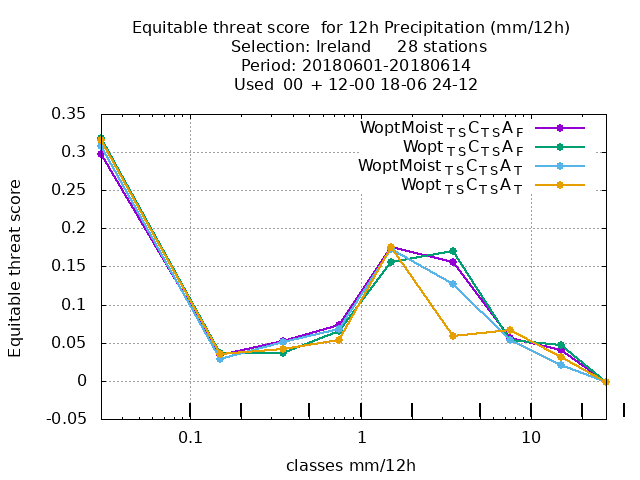 Equitable threat score for 12h Precipitation (mm/12h)
Selection: Ireland 28 stations
Period: 20180601-20180614
Used 00 + 12-00 18-06 24-12
WoptMoist TS C TS A F
Wopt TS C TS A F
WoptMoist TS C TS A T
Wopt TS C TS A T
0.35
0.3
0.25
0.2
0.15
0.1
0.05
0
-0.05
Equitable threat score
0.1 1 10
classes mm/12h